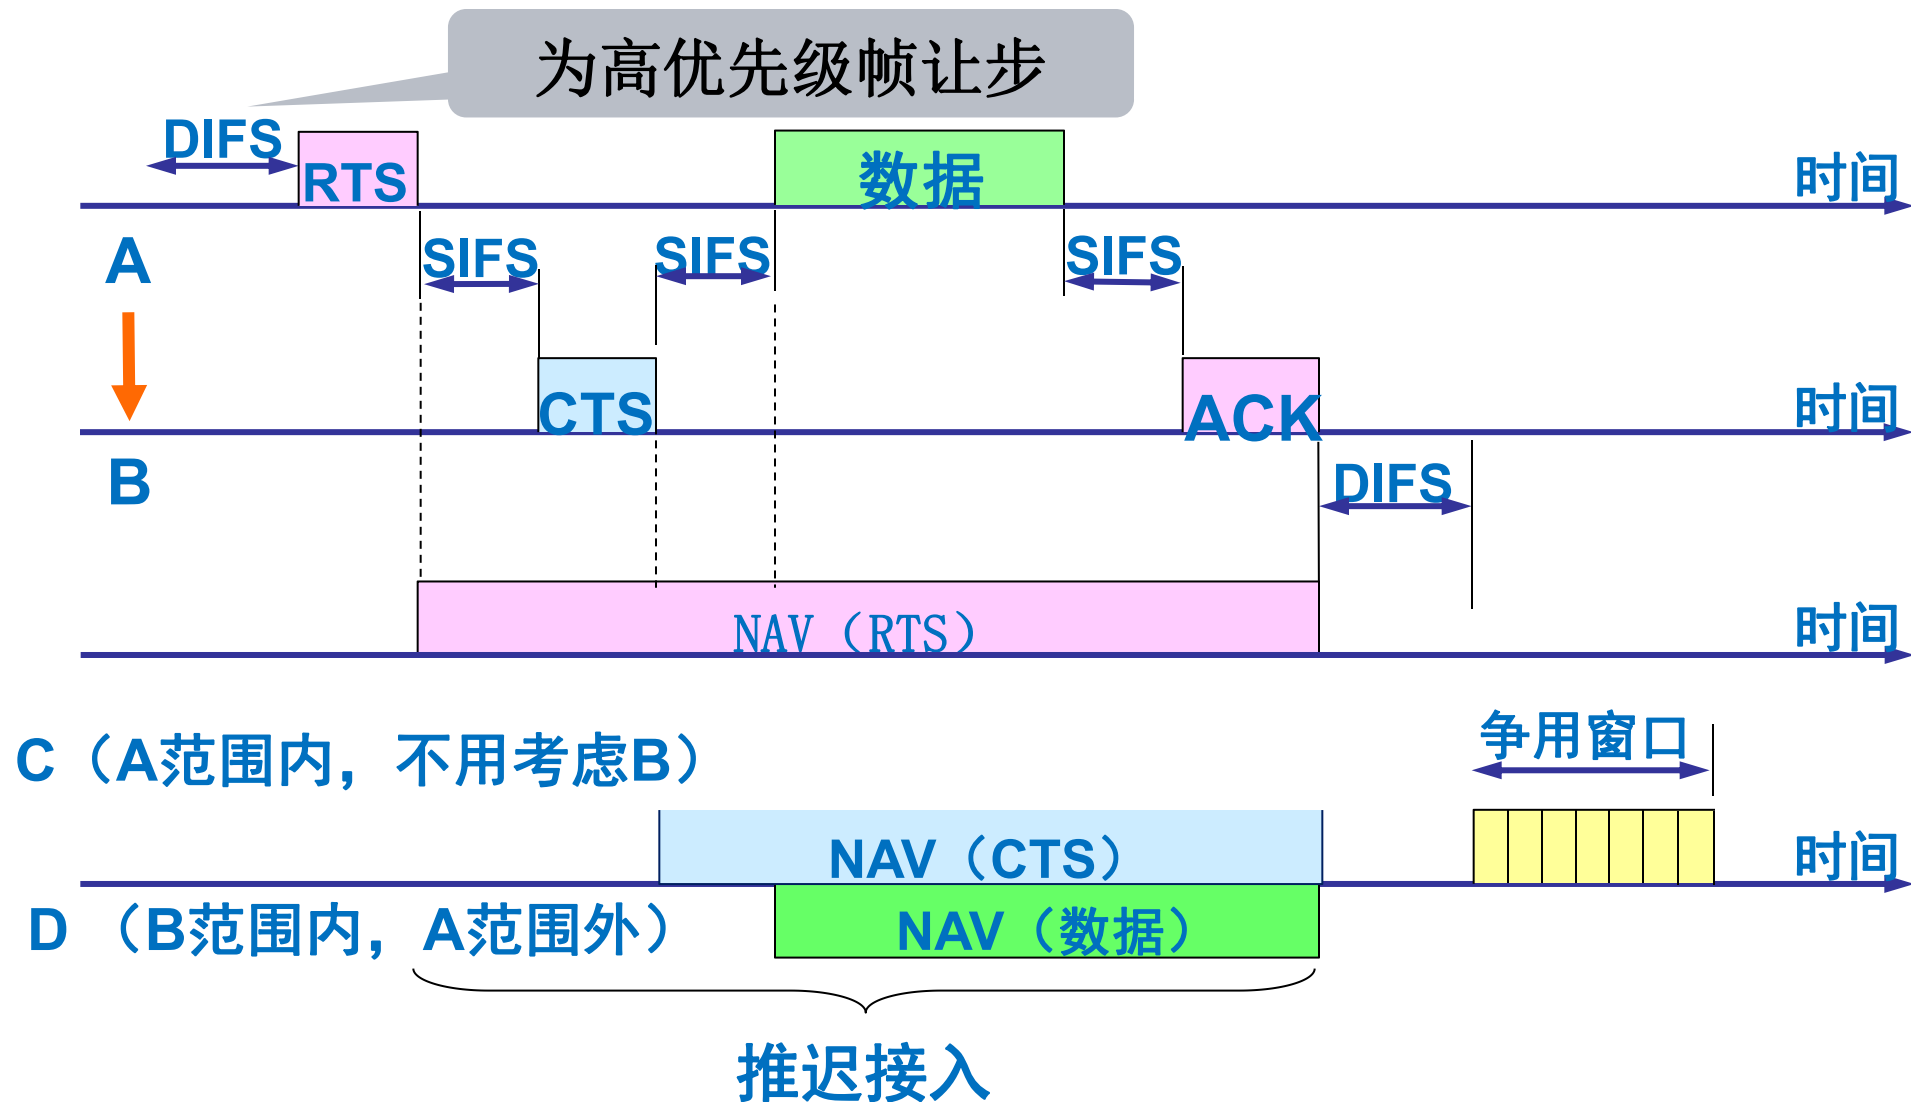 为高优先级帧让步
DIFS
RTS
数据
时间
A
SIFS
SIFS
SIFS
CTS
ACK
时间
B
DIFS
NAV（RTS）
时间
C（A范围内，不用考虑B）
争用窗口
NAV（CTS）
时间
D （B范围内，A范围外）
NAV（数据）
推迟接入